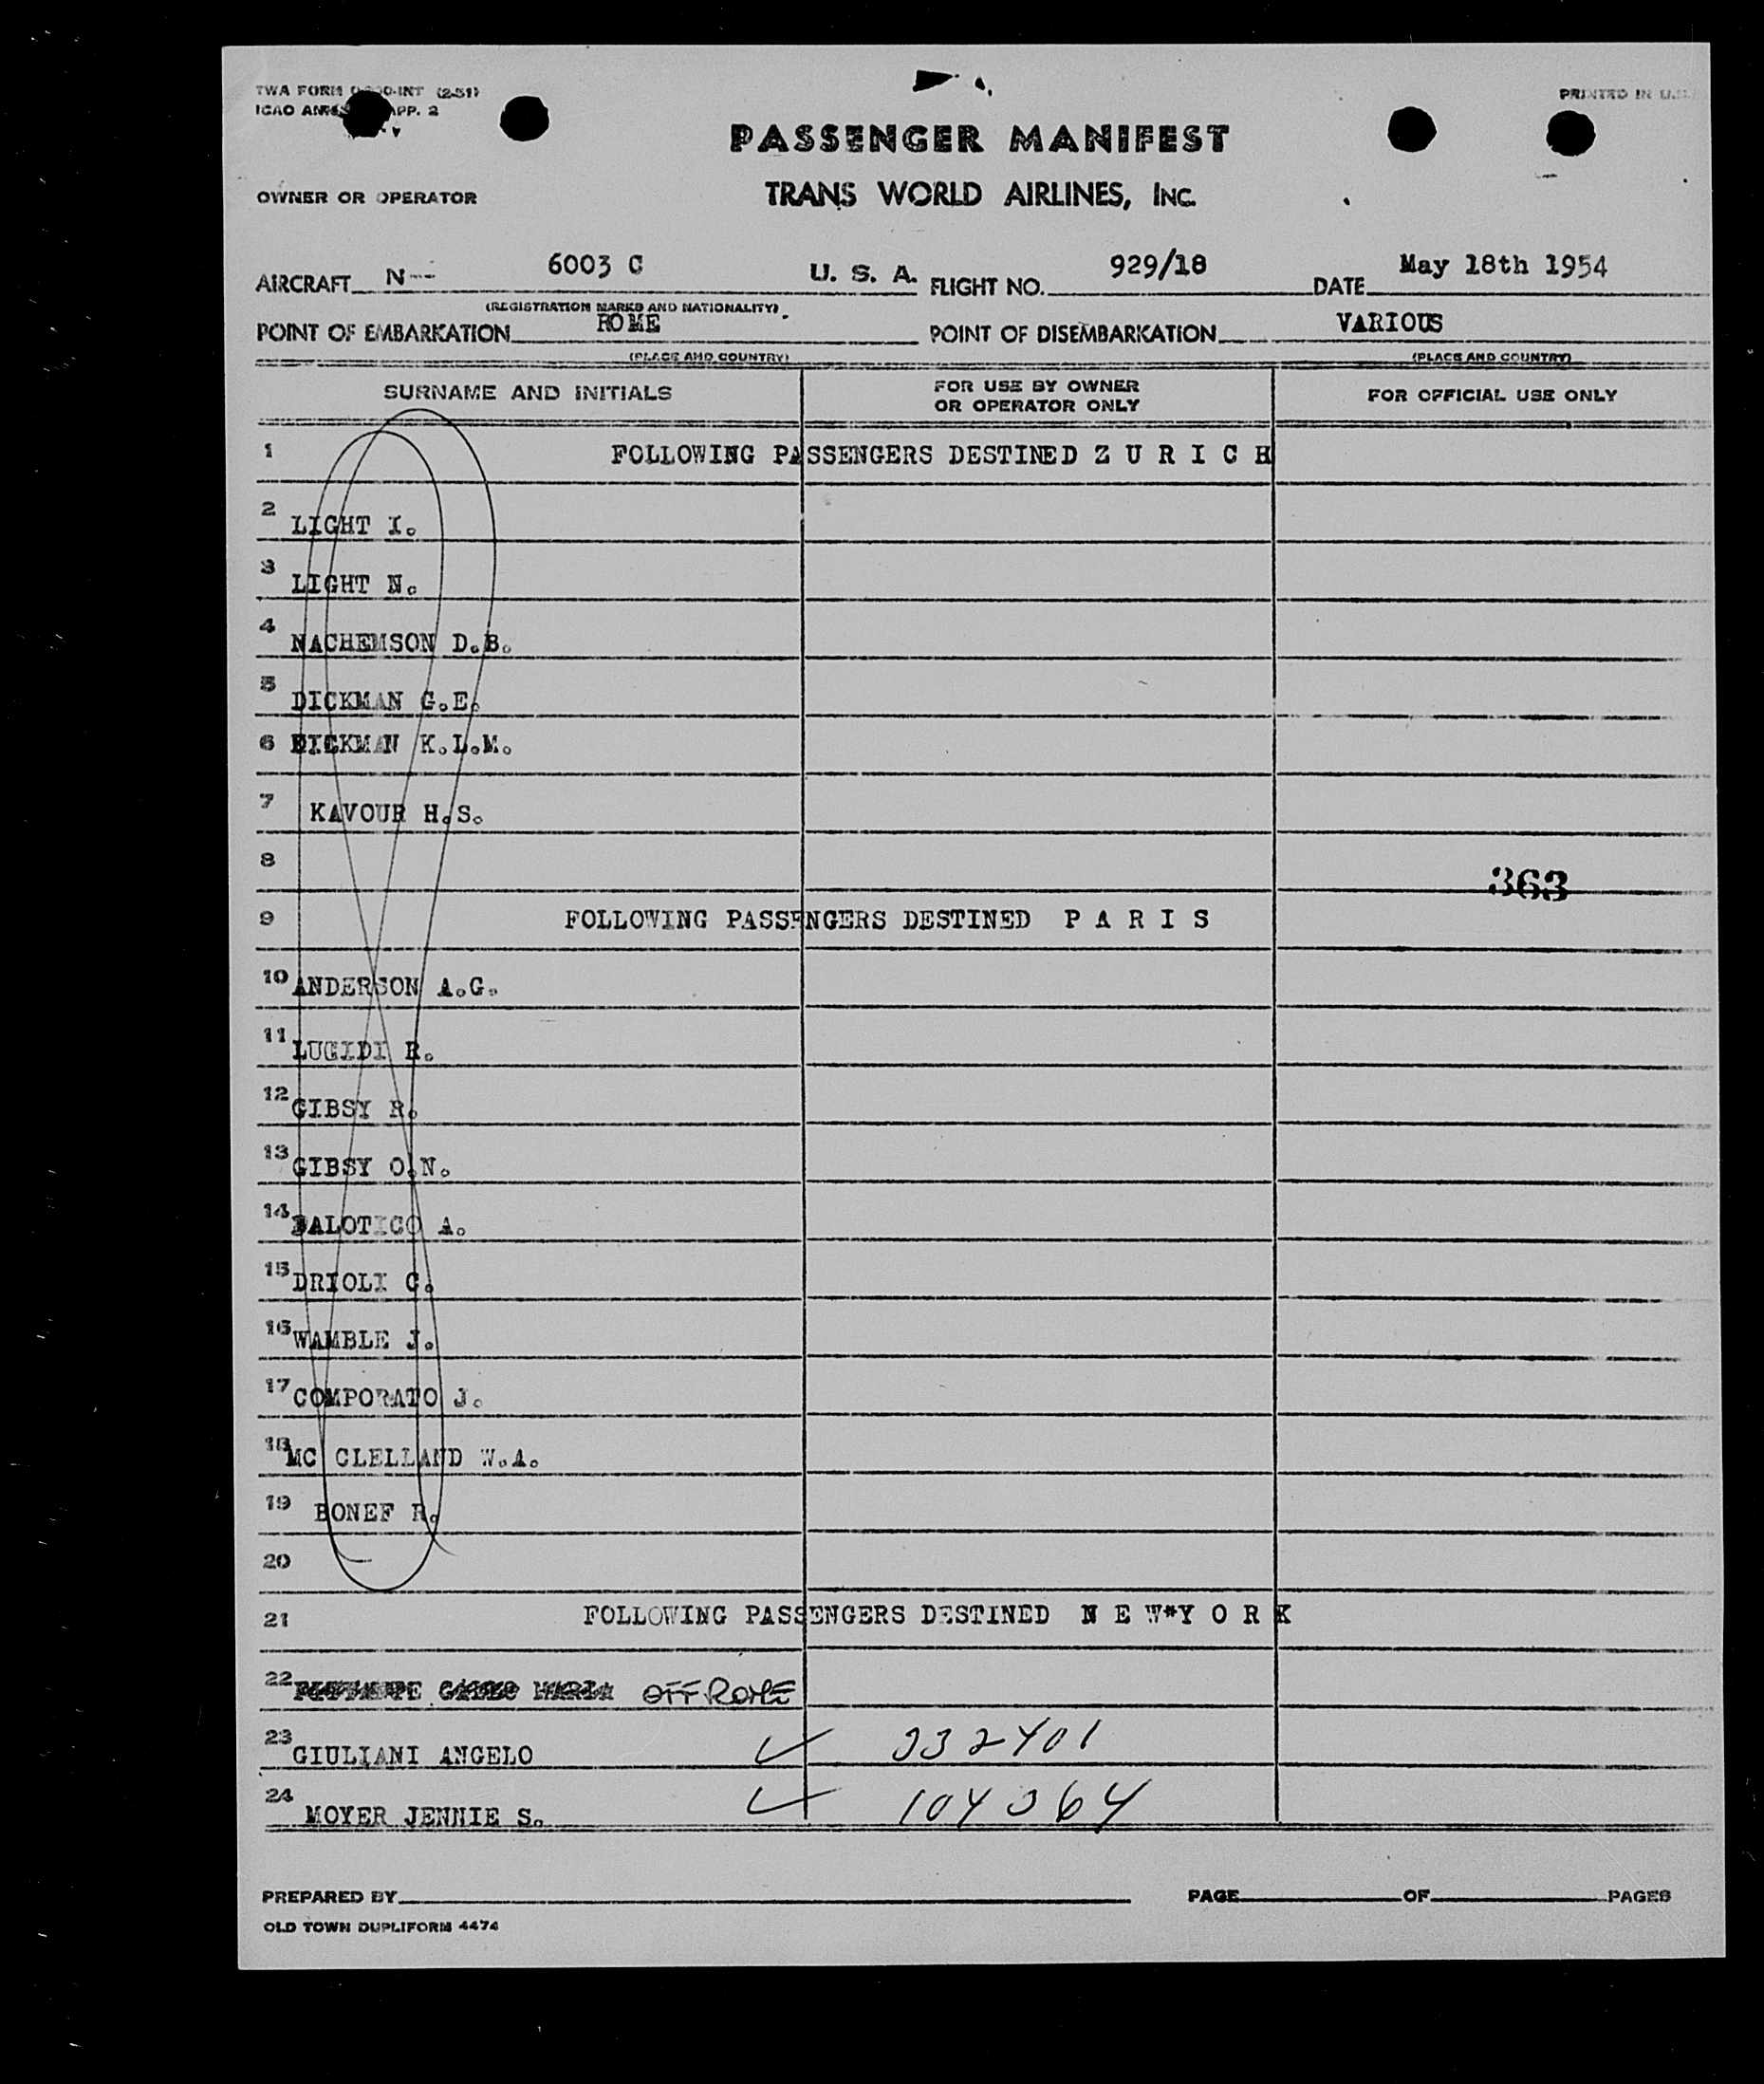 TWA FORM (2-51)
PRINTED IN U.S.
ICAO APP. 2
PASSENGER MANIFEST
OWNER OR OPERATOR
TRANS WORLD AIRLINES, INC.
AIRCRAFT N-- 6003 C U. S. A. FLIGHT NO. 929/18 DATE May 18th 1954
(REGISTRATION MARKS AND NATIONALITY)
POINT OF EMBARKATION ROME POINT OF DISEMBARKATION VARIOUS
(PLACE AND COUNTRY) (PLACE AND COUNTRY)
SURNAME AND INITIALS FOR USE BY OWNER OR OPERATOR ONLY FOR OFFICIAL USE ONLY
1 FOLLOWING PASSENGERS DESTINED Z U R I C H
2 LIGHT I.
3 LIGHT N.
4 NACHEMSON D.B.
5 DICKMAN G.E.
6 DICKMAN K.L.M.
7 KAVOUR H.S.
8
363
9 FOLLOWING PASSENGERS DESTINED P A R I S
10 ANDERSON A.G.
11 LUCIDI R.
12 GIBSY R.
13 GIBSY O.N.
14 A.
15 DRIOLI C.
16 WAMBLE J.
17 COMPORATO J.
18 MC CLELLAND W.A.
19 BONEF R.
20
21 FOLLOWING PASSENGERS DESTINED N E W*Y O R K
22 OFF ROME
23 GIULIANI ANGELO ✓ 332401
24 MOYER JENNIE S. ✓ 104364
PREPARED BY PAGE OF PAGES
OLD TOWN DUPLIFORM 4474